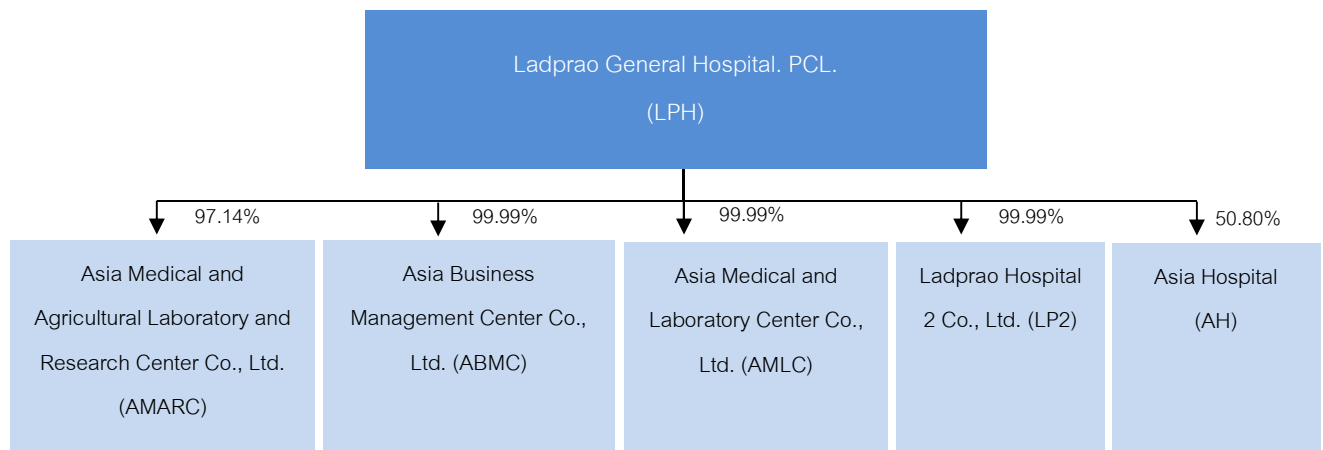 Ladprao General Hospital. PCL.
(LPH)
97.14%
99.99%
99.99%
99.99%
50.80%
Asia Medical and
Agricultural Laboratory and
Research Center Co., Ltd.
(AMARC)
Asia Business
Management Center Co.,
Ltd. (ABMC)
Asia Medical and
Laboratory Center Co.,
Ltd. (AMLC)
Ladprao Hospital
2 Co., Ltd. (LP2)
Asia Hospital
(AH)